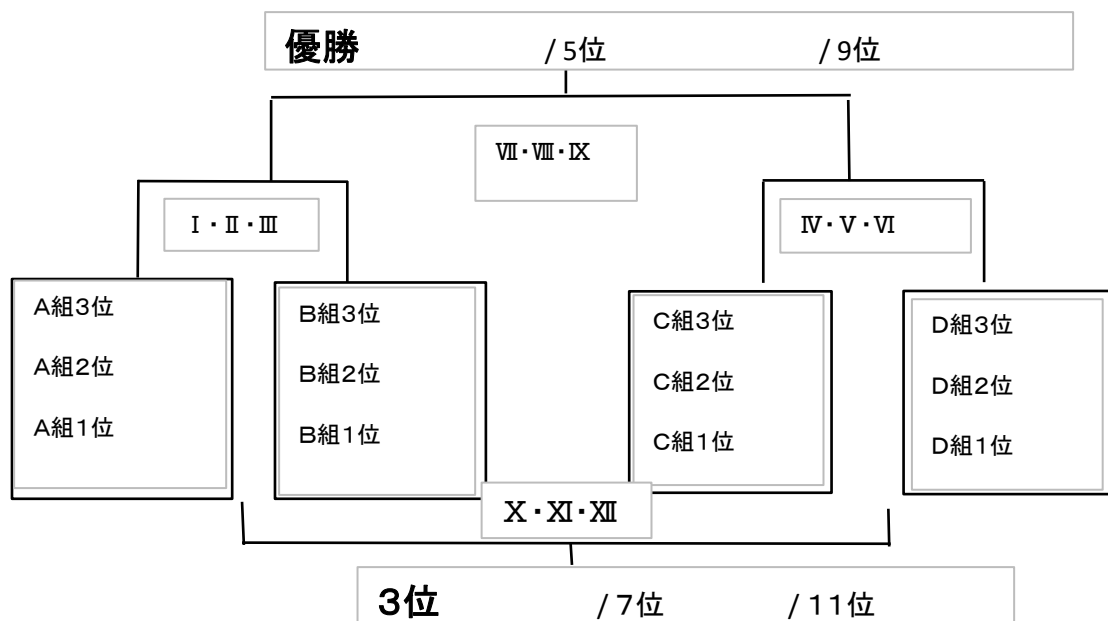 優勝 /5位 /9位
Ⅶ・Ⅷ・Ⅸ
Ⅰ・Ⅱ・Ⅲ
Ⅳ・Ⅴ・Ⅵ
A組3位
A組2位
A組1位
B組3位
B組2位
B組1位
C組3位
C組2位
C組1位
D組3位
D組2位
D組1位
Ⅹ・Ⅺ・Ⅻ
3位 /7位 /11位